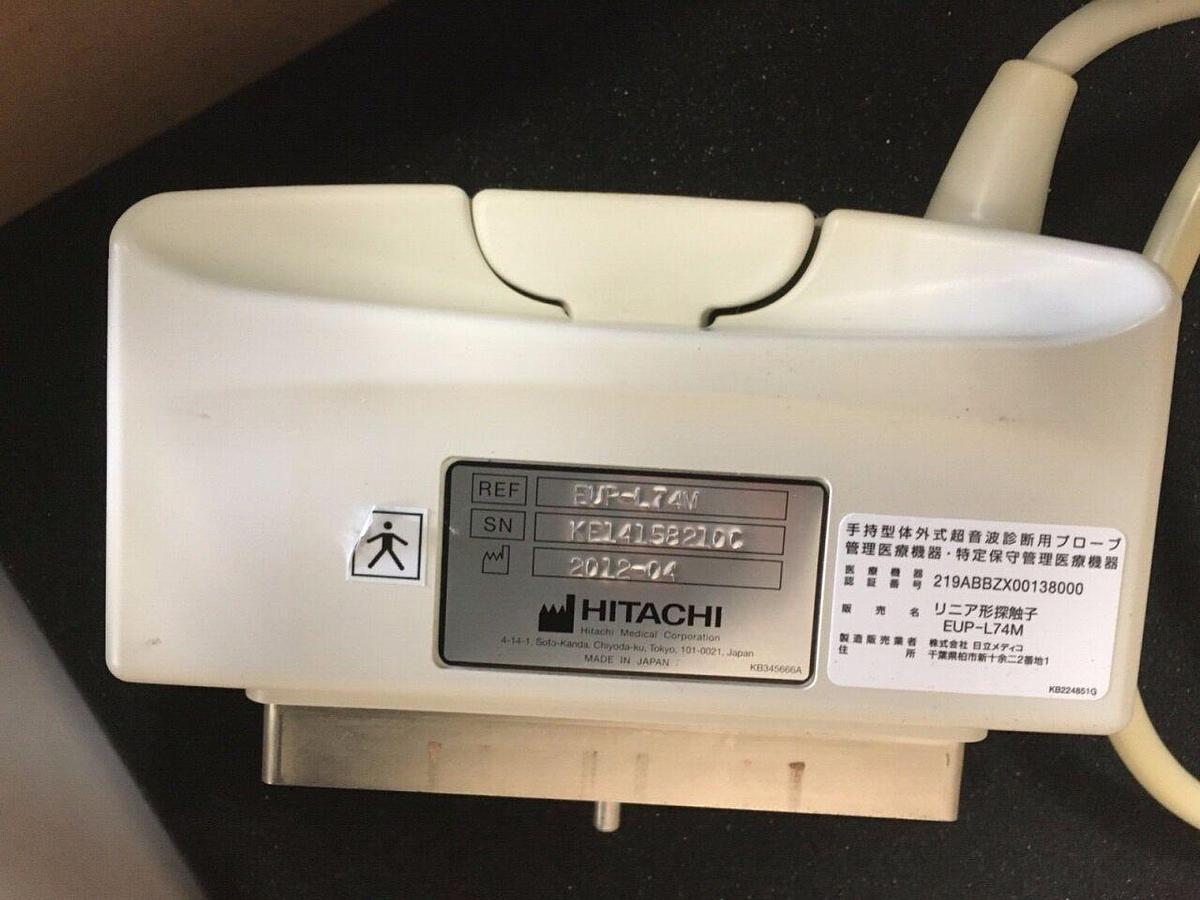 REF EUP-L74M
SN KE14158210C
2012-04
HITACHI
Hitachi Medical Corporation
4-14-1, Soto-Kanda, Chiyoda-ku, Tokyo, 101-0021, Japan
MADE IN JAPAN
KB345666A
手持型体外式超音波診断用プローブ
管理医療機器・特定保守管理医療機器
医療機器
認証番号 219ABBZX00138000
販売名 リニア形探触子
EUP-L74M
製造販売業者 株式会社 日立メディコ
住所 千葉県柏市新十余二2番地1
KB224851G